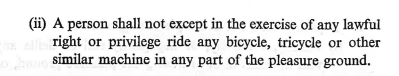 (ii) A person shall not except in the exercise of any lawful
right or privilege ride any bicycle, tricycle or other
similar machine in any part of the pleasure ground.